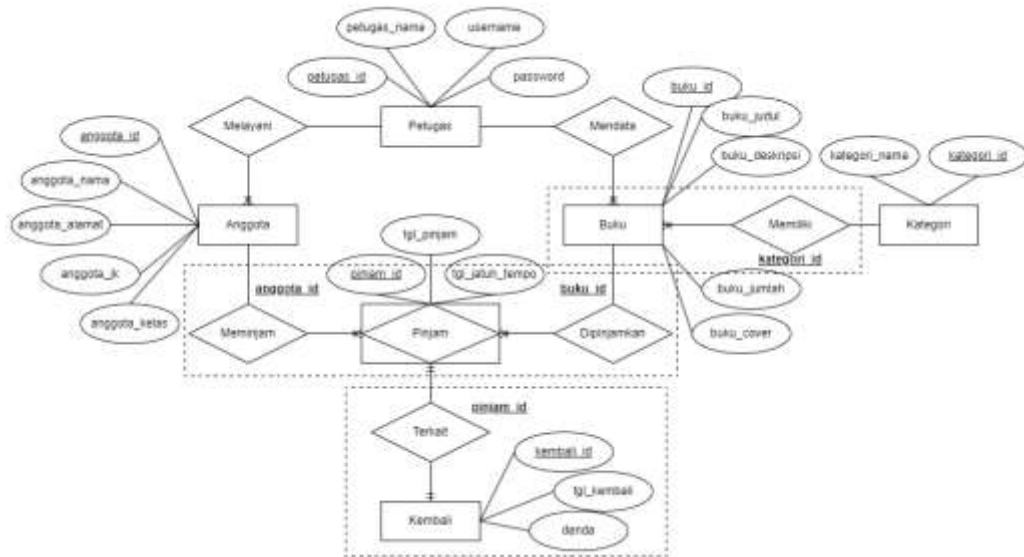 petugas_nama
username
petugas_id
password
buku_id
Melayani
Petugas
Mendata
buku_judul
anggota_id
buku_deskripsi
kategori_nama
kategori_id
anggota_nama
anggota_alamat
Anggota
tgl_pinjam
Buku
Memiliki
Kategori
kategori_id
anggota_jk
anggota_id
pinjam_id
tgl_jatuh_tempo
buku_id
buku_jumlah
anggota_kelas
Meminjam
Pinjam
Dipinjamkan
buku_cover
pinjam_id
Terkait
kembali_id
tgl_kembali
Kembali
denda